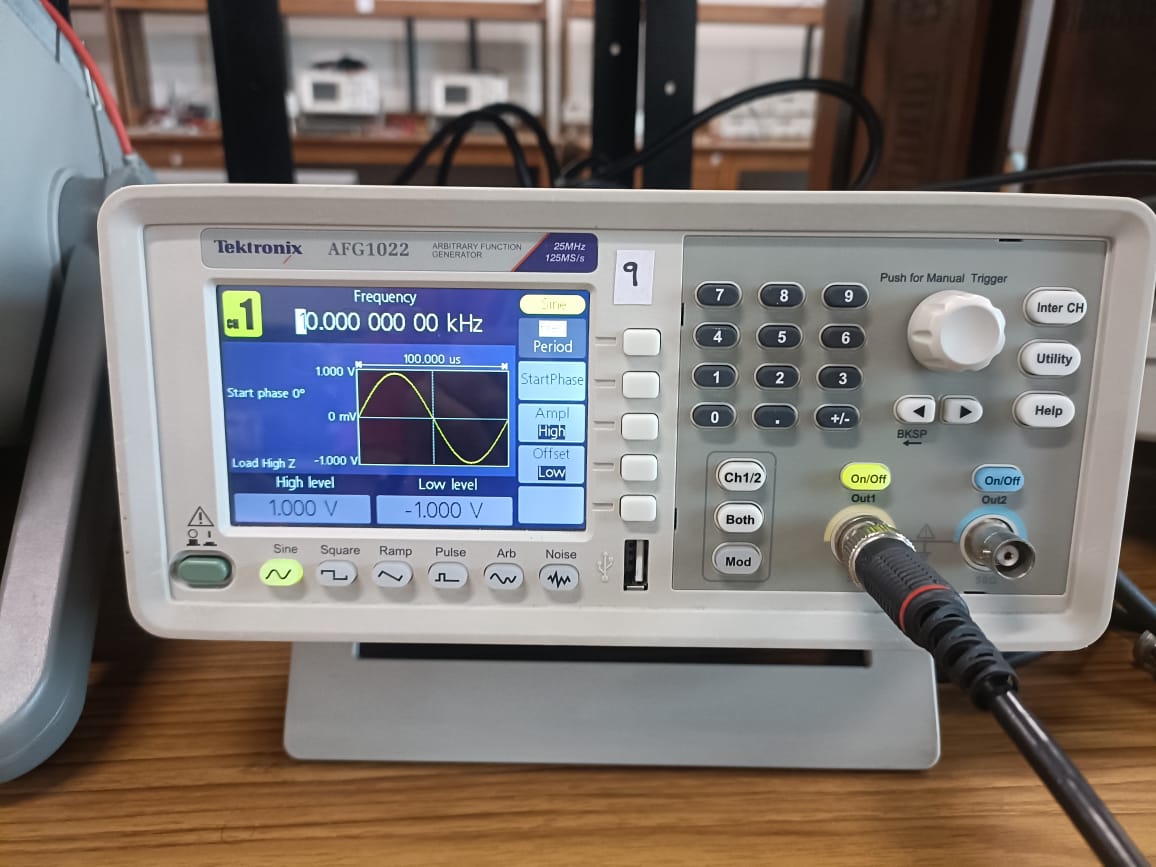 Tektronix AFG1022 ARBITRARY FUNCTION GENERATOR 25MHz 125MS/s
9
CH1
Frequency
10.000 000 00 kHz
Sine
Period
StartPhase
Ampl
High
Offset
Low
100.000 us
1.000 V
Start phase 0°
0 mV
Load High Z
-1.000 V
High level
Low level
1.000 V
-1.000 V
Sine
Square
Ramp
Pulse
Arb
Noise
7 8 9
4 5 6
1 2 3
0 . +/-
Push for Manual Trigger
Inter CH
Utility
Help
BKSP
Ch1/2
Both
Mod
On/Off
Out1
On/Off
Out2